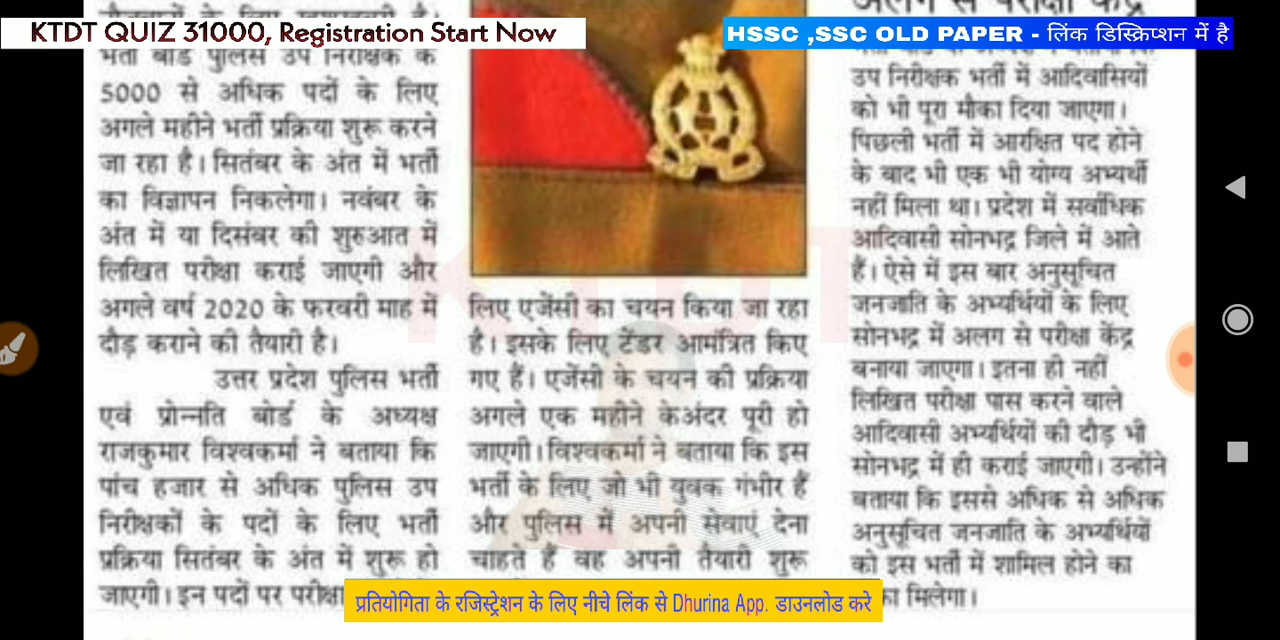 KTDT QUIZ 31000, Registration Start Now
HSSC ,SSC OLD PAPER - लिंक डिस्क्रिप्शन में है
भर्ती बोर्ड पुलिस उप निरीक्षक के
5000 से अधिक पदों के लिए
अगले महीने भर्ती प्रक्रिया शुरू करने
जा रहा है। सितंबर के अंत में भर्ती
का विज्ञापन निकलेगा। नवंबर के
अंत में या दिसंबर की शुरुआत में
लिखित परीक्षा कराई जाएगी और
अगले वर्ष 2020 के फरवरी माह में
दौड़ कराने की तैयारी है।
उत्तर प्रदेश पुलिस भर्ती
एवं प्रोन्नति बोर्ड के अध्यक्ष
राजकुमार विश्वकर्मा ने बताया कि
पांच हजार से अधिक पुलिस उप
निरीक्षकों के पदों के लिए भर्ती
प्रक्रिया सितंबर के अंत में शुरू हो
जाएगी। इन पदों पर परीक्षा
लिए एजेंसी का चयन किया जा रहा
है। इसके लिए टेंडर आमंत्रित किए
गए हैं। एजेंसी के चयन की प्रक्रिया
अगले एक महीने केअंदर पूरी हो
जाएगी। विश्वकर्मा ने बताया कि इस
भर्ती के लिए जो भी युवक गंभीर हैं
और पुलिस में अपनी सेवाएं देना
चाहते हैं वह अपनी तैयारी शुरू
अलग से परीक्षा केंद्र
उप निरीक्षक भर्ती में आदिवासियों
को भी पूरा मौका दिया जाएगा।
पिछली भर्ती में आरक्षित पद होने
के बाद भी एक भी योग्य अभ्यर्थी
नहीं मिला था। प्रदेश में सर्वाधिक
आदिवासी सोनभद्र जिले में आते
हैं। ऐसे में इस बार अनुसूचित
जनजाति के अभ्यर्थियों के लिए
सोनभद्र में अलग से परीक्षा केंद्र
बनाया जाएगा। इतना ही नहीं
लिखित परीक्षा पास करने वाले
आदिवासी अभ्यर्थियों की दौड़ भी
सोनभद्र में ही कराई जाएगी। उन्होंने
बताया कि इससे अधिक से अधिक
अनुसूचित जनजाति के अभ्यर्थियों
को इस भर्ती में शामिल होने का
मिलेगा।
KTDT
प्रतियोगिता के रजिस्ट्रेशन के लिए नीचे लिंक से Dhurina App. डाउनलोड करे